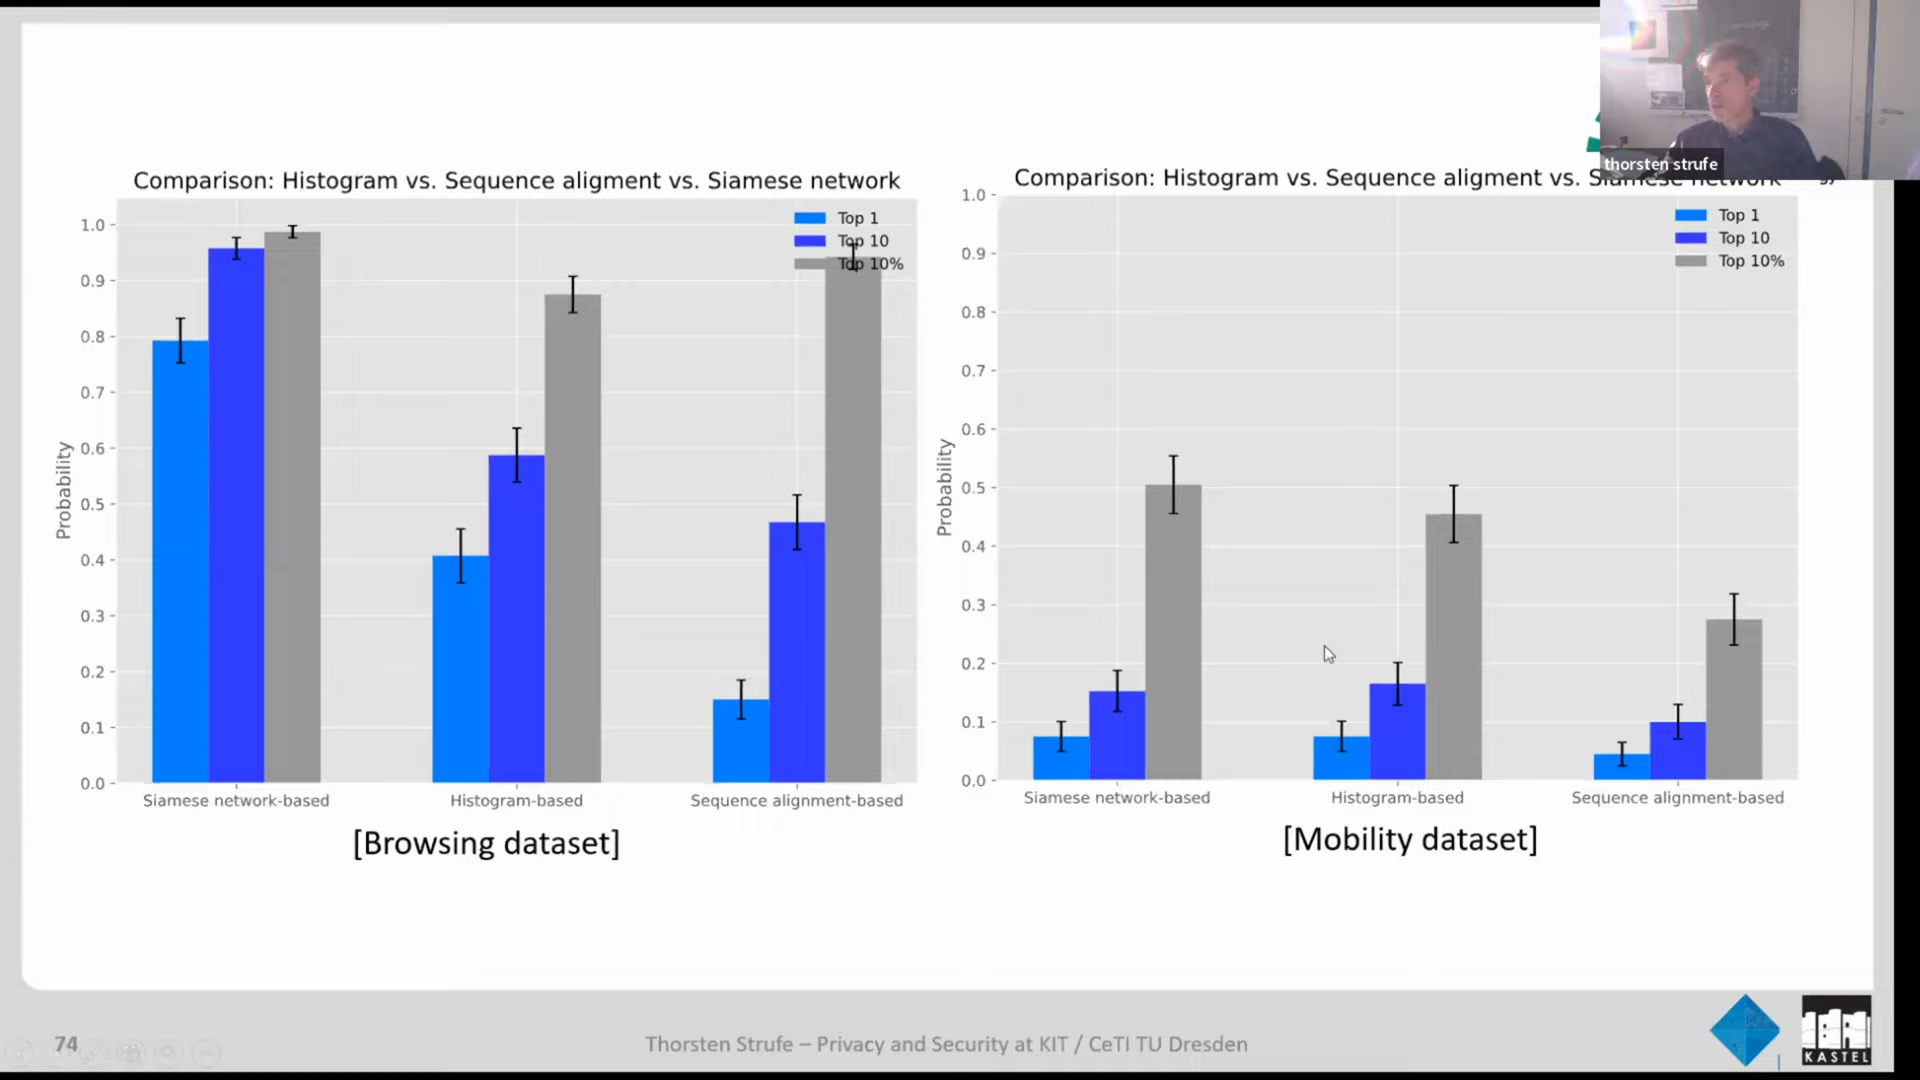 thorsten strufe
Comparison: Histogram vs. Sequence aligment vs. Siamese network
Top 1
Top 10
Top 10%
1.0
0.9
0.8
0.7
0.6
0.5
0.4
0.3
0.2
0.1
0.0
Probability
Siamese network-based
Histogram-based
Sequence alignment-based
[Browsing dataset]
Comparison: Histogram vs. Sequence aligment vs. Siamese network
Top 1
Top 10
Top 10%
1.0
0.9
0.8
0.7
0.6
0.5
0.4
0.3
0.2
0.1
0.0
Probability
Siamese network-based
Histogram-based
Sequence alignment-based
[Mobility dataset]
74
Thorsten Strufe – Privacy and Security at KIT / CeTI TU Dresden
KASTEL